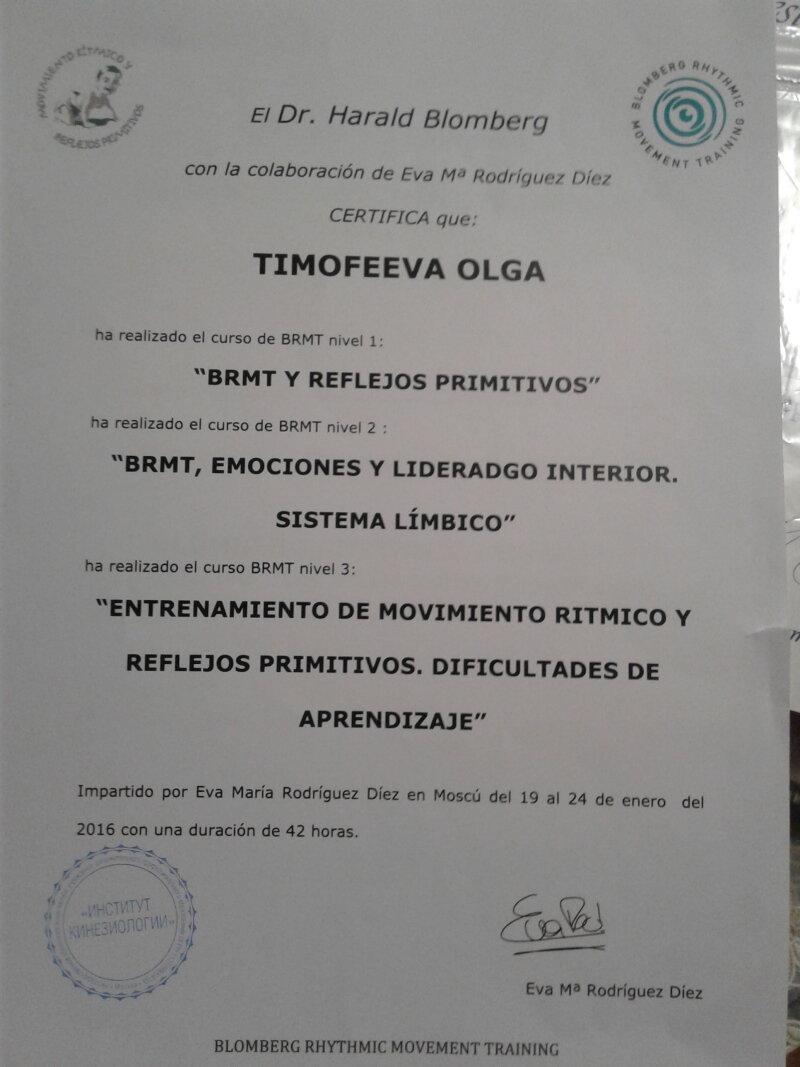 MOVIMIENTO RÍTMICO Y
REFLEJOS PRIMITIVOS
BLOMBERG RHYTHMIC
MOVEMENT TRAINING
El Dr. Harald Blomberg
con la colaboración de Eva Mª Rodríguez Díez
CERTIFICA que:
TIMOFEEVA OLGA
ha realizado el curso de BRMT nivel 1:
“BRMT Y REFLEJOS PRIMITIVOS”
ha realizado el curso de BRMT nivel 2 :
“BRMT, EMOCIONES Y LIDERADGO INTERIOR.
SISTEMA LÍMBICO”
ha realizado el curso BRMT nivel 3:
“ENTRENAMIENTO DE MOVIMIENTO RITMICO Y
REFLEJOS PRIMITIVOS. DIFICULTADES DE
APRENDIZAJE”
Impartido por Eva María Rodríguez Díez en Moscú del 19 al 24 de enero del
2016 con una duración de 42 horas.
«ИНСТИТУТ
КИНЕЗИОЛОГИИ»
Eva Mª Rodríguez Díez
BLOMBERG RHYTHMIC MOVEMENT TRAINING